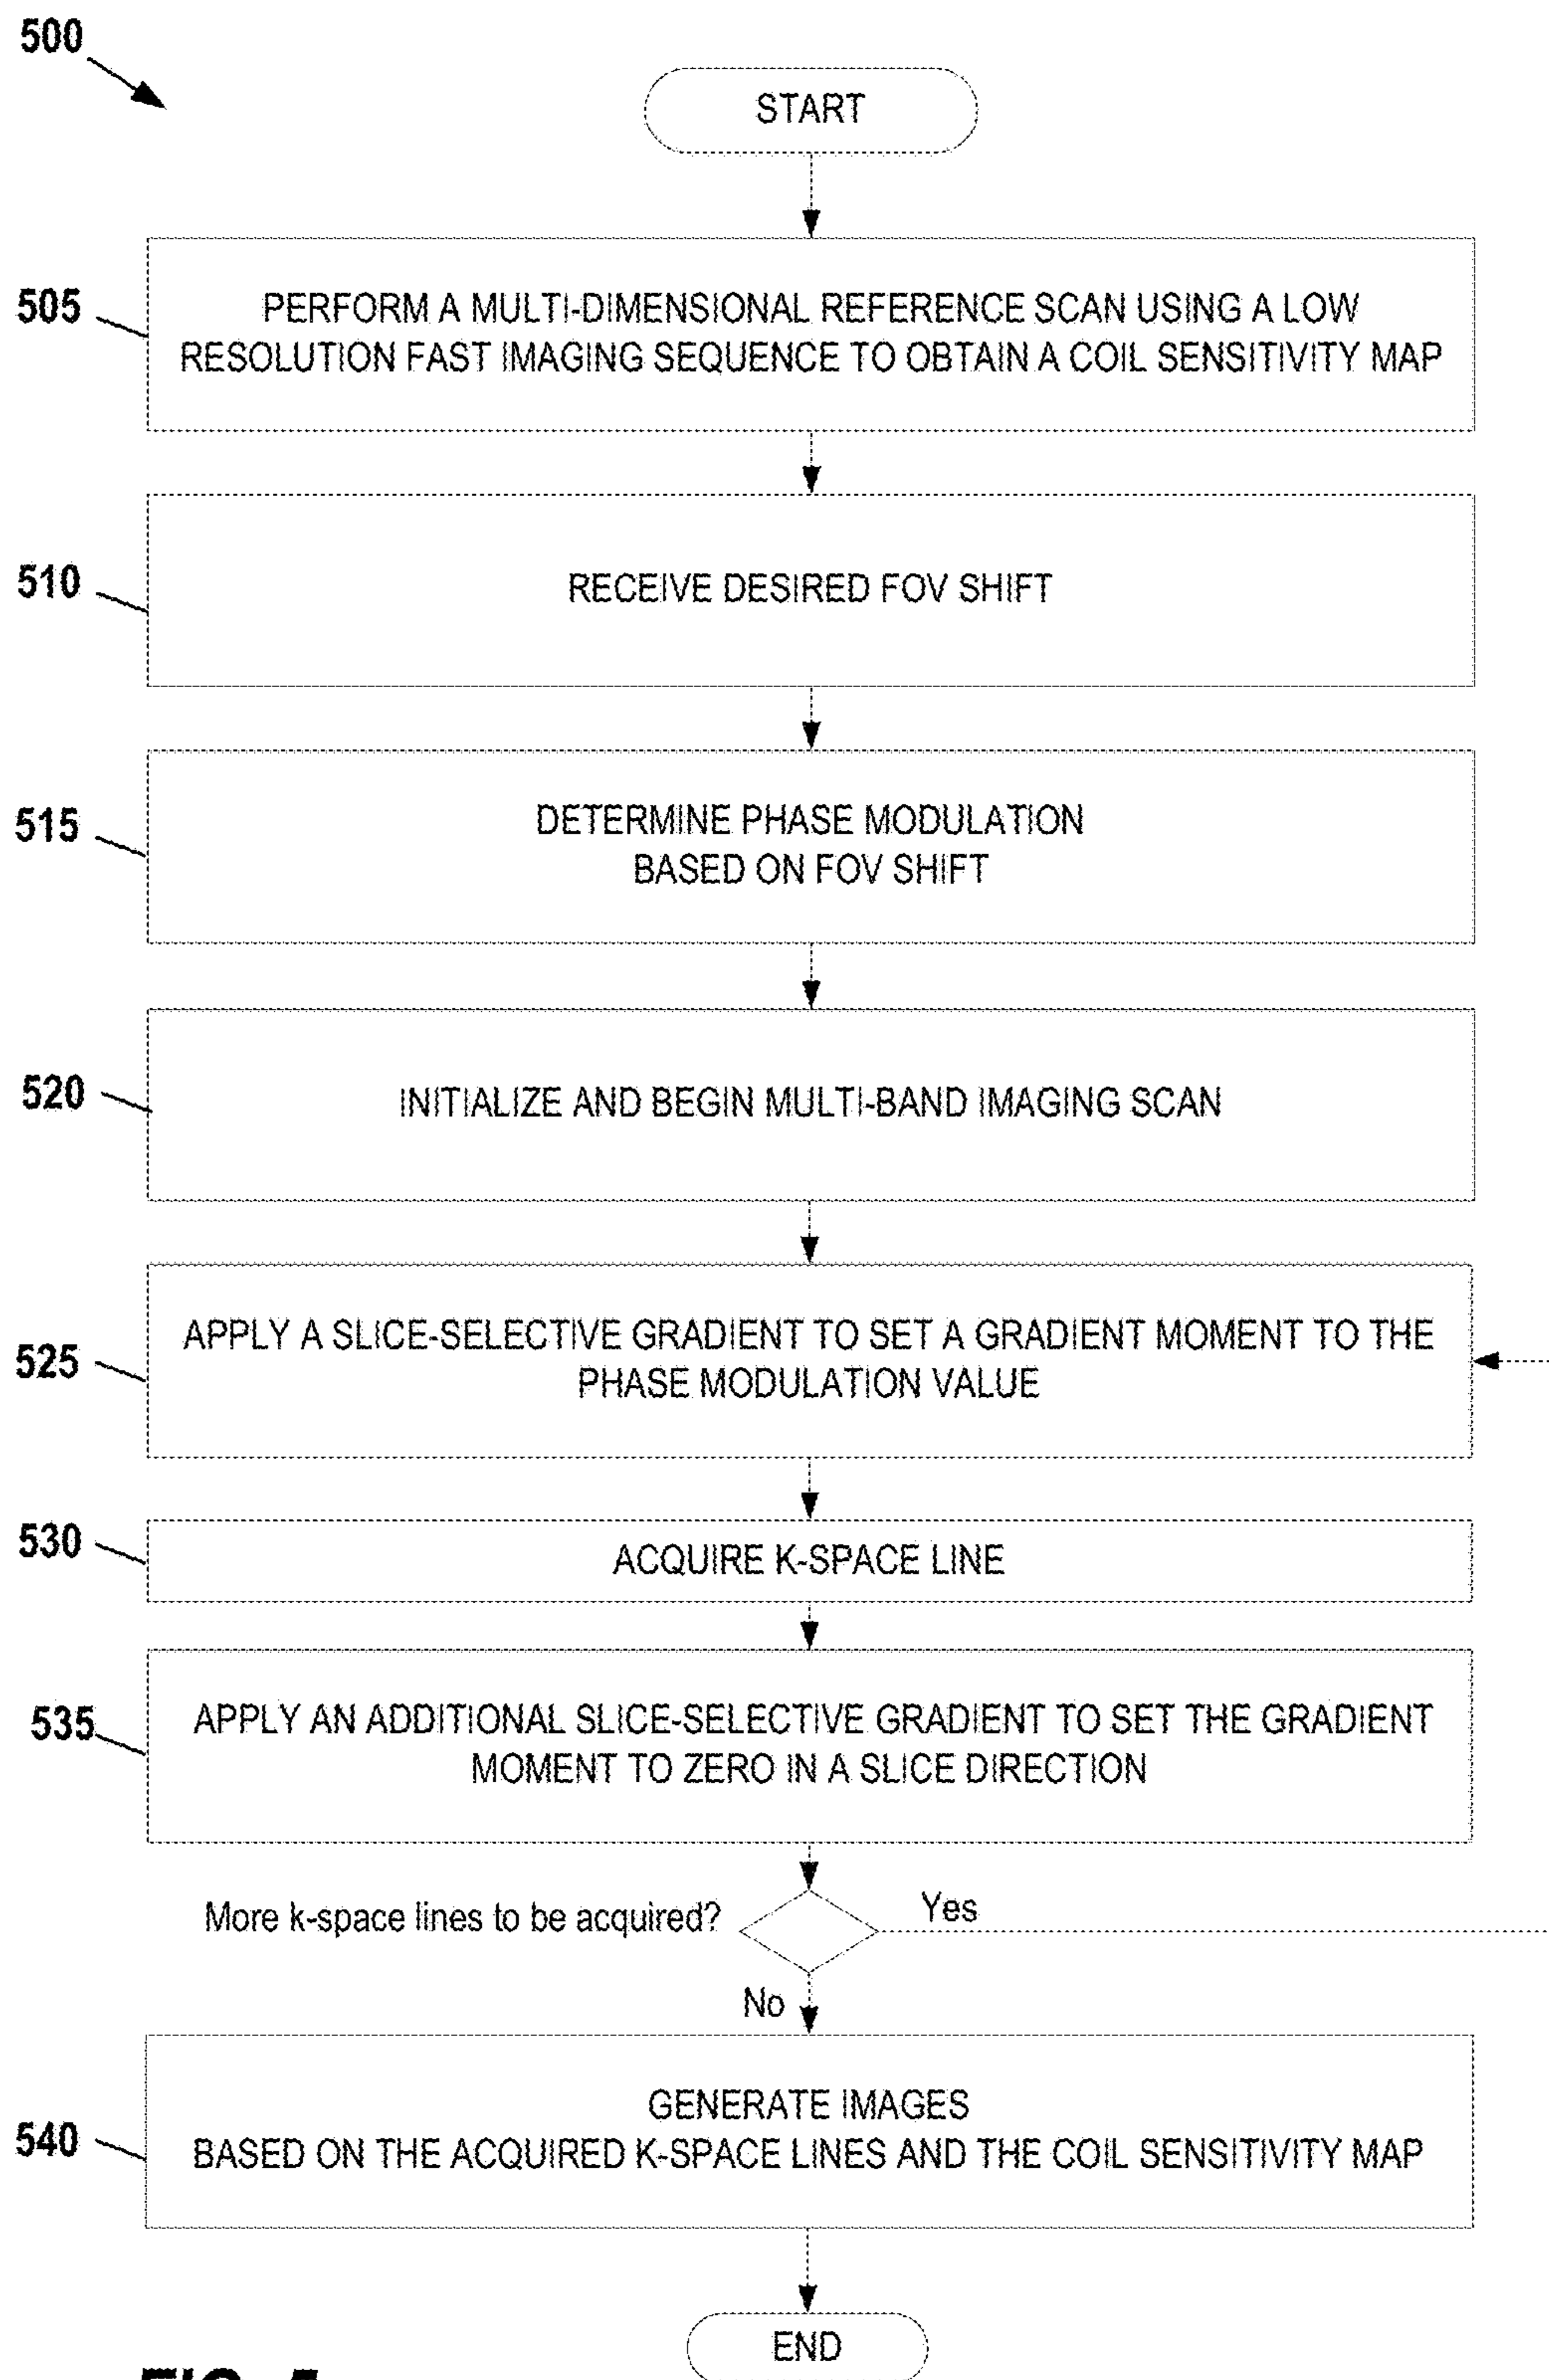 500
START
505
PERFORM A MULTI-DIMENSIONAL REFERENCE SCAN USING A LOW
RESOLUTION FAST IMAGING SEQUENCE TO OBTAIN A COIL SENSITIVITY MAP
510
RECEIVE DESIRED FOV SHIFT
515
DETERMINE PHASE MODULATION
BASED ON FOV SHIFT
520
INITIALIZE AND BEGIN MULTI-BAND IMAGING SCAN
525
APPLY A SLICE-SELECTIVE GRADIENT TO SET A GRADIENT MOMENT TO THE
PHASE MODULATION VALUE
530
ACQUIRE K-SPACE LINE
535
APPLY AN ADDITIONAL SLICE-SELECTIVE GRADIENT TO SET THE GRADIENT
MOMENT TO ZERO IN A SLICE DIRECTION
More k-space lines to be acquired?
Yes
No
540
GENERATE IMAGES
BASED ON THE ACQUIRED K-SPACE LINES AND THE COIL SENSITIVITY MAP
END